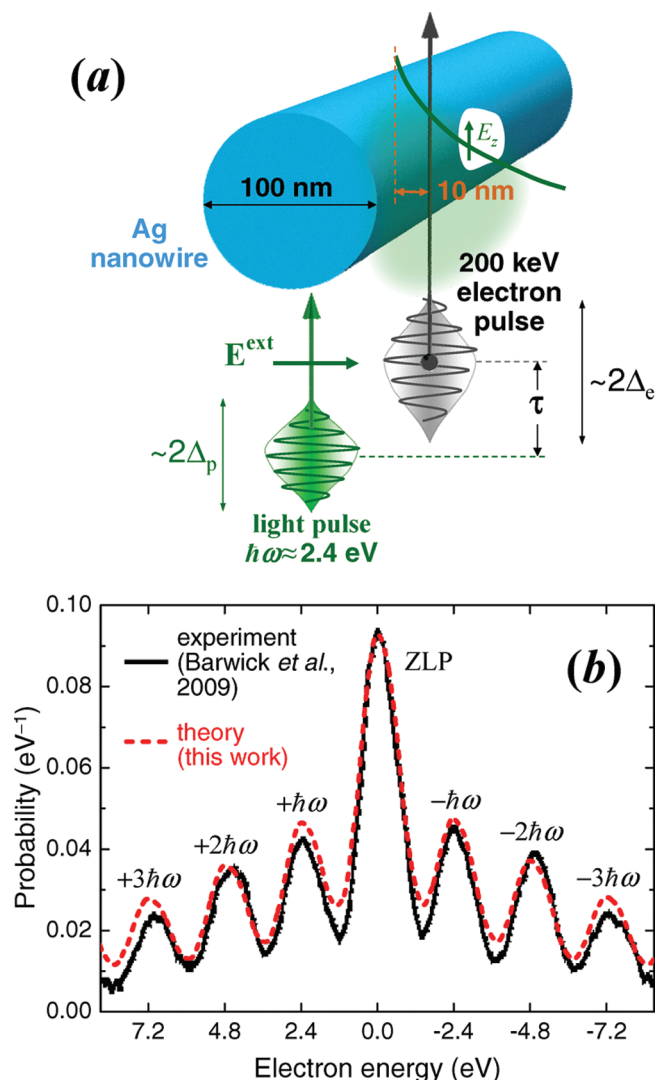 (a)
E_z
100 nm
10 nm
Ag
nanowire
200 keV
electron
pulse
E^ext
~2Δ_e
τ
~2Δ_p
light pulse
ℏω≈2.4 eV
(b)
0.10
0.08
0.06
0.04
0.02
0.00
Probability (eV⁻¹)
experiment
(Barwick et al.,
2009)
theory
(this work)
ZLP
+3ℏω
+2ℏω
+ℏω
−ℏω
−2ℏω
−3ℏω
7.2 4.8 2.4 0.0 -2.4 -4.8 -7.2
Electron energy (eV)